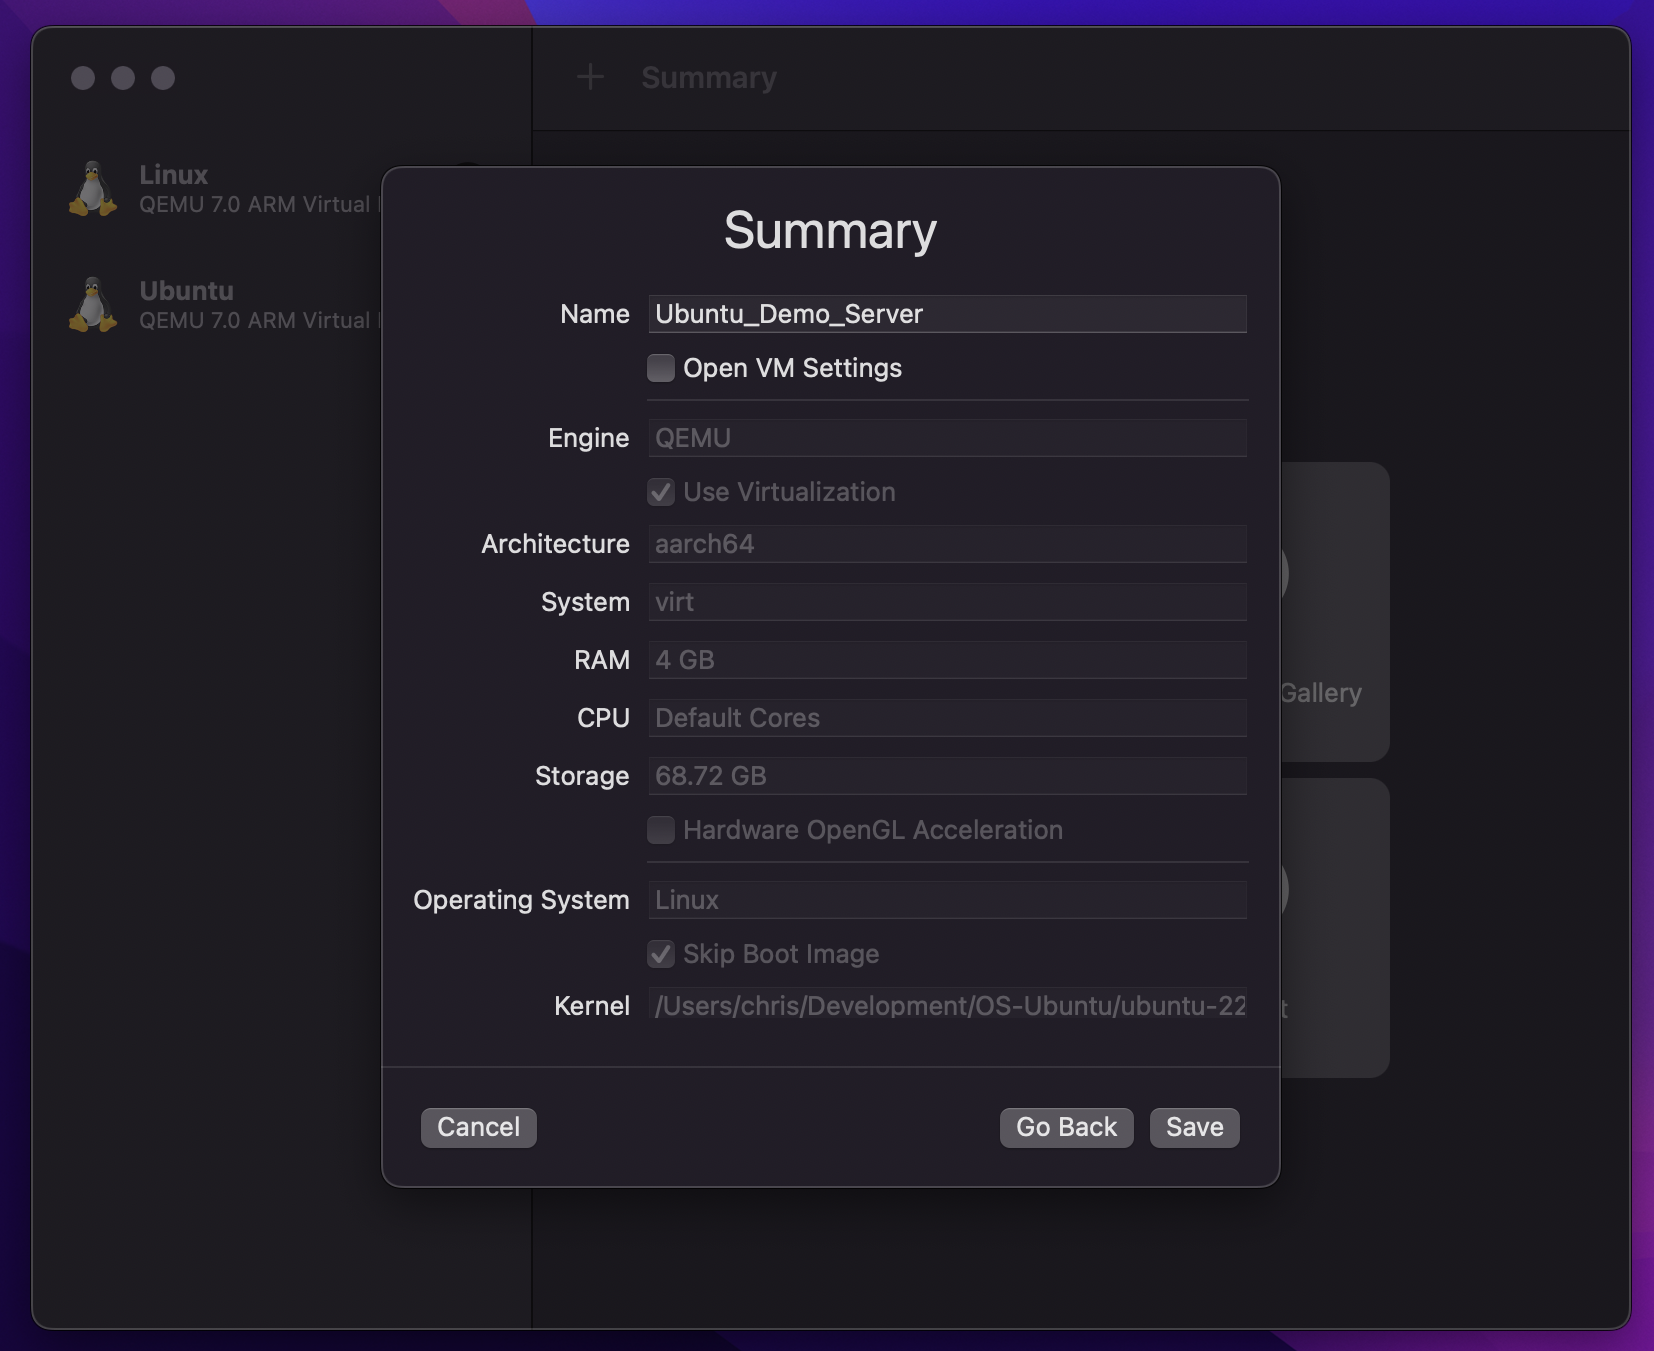 Summary
Linux
QEMU 7.0 ARM Virtual
Ubuntu
QEMU 7.0 ARM Virtual
Summary
Name Ubuntu_Demo_Server
Open VM Settings
Engine QEMU
Use Virtualization
Architecture aarch64
System virt
RAM 4 GB
CPU Default Cores
Storage 68.72 GB
Hardware OpenGL Acceleration
Operating System Linux
Skip Boot Image
Kernel /Users/chris/Development/OS-Ubuntu/ubuntu-22
Gallery
Cancel Go Back Save